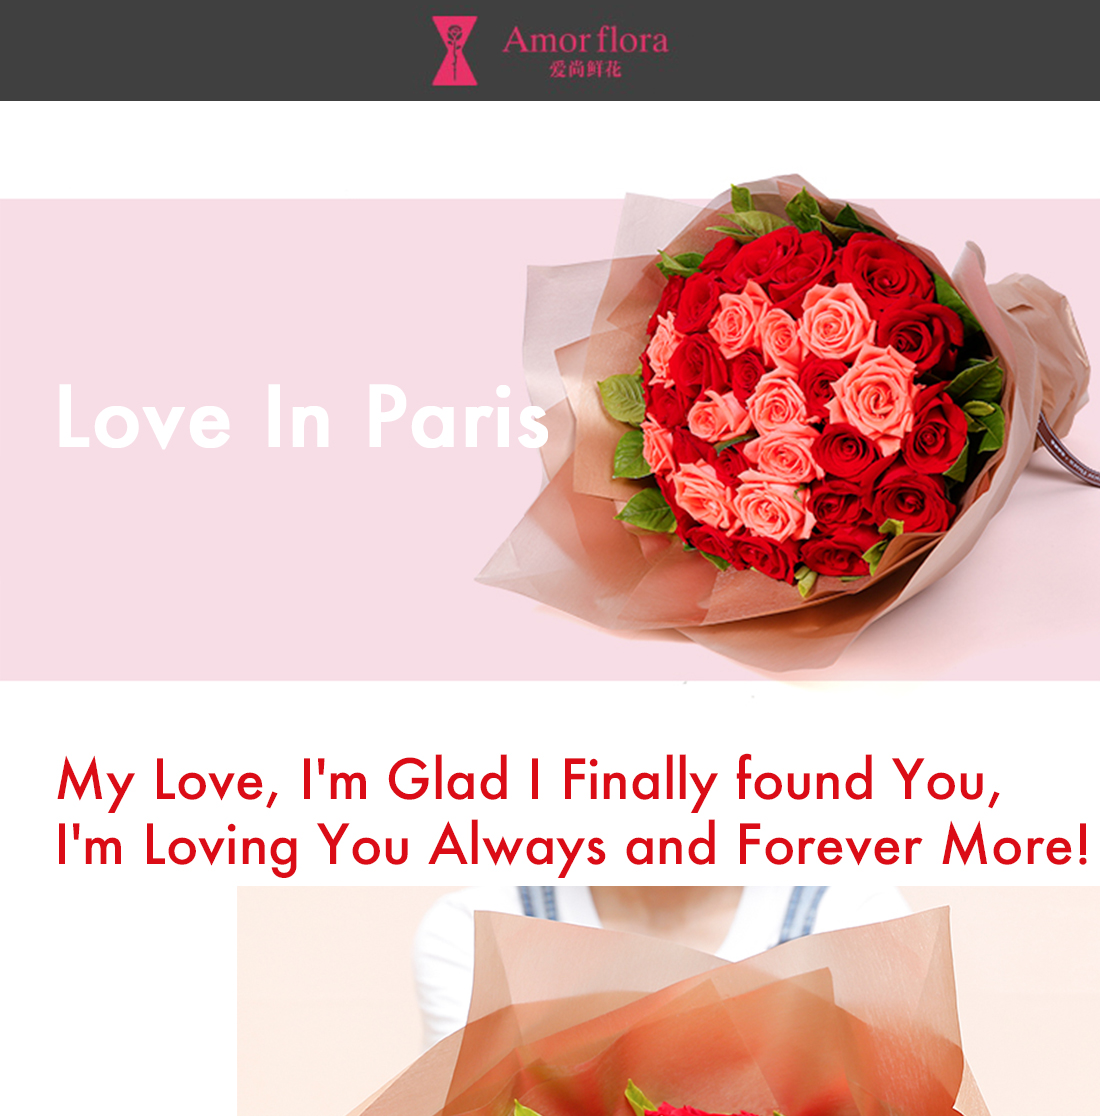 Amor flora
爱尚鲜花
Love In Paris
My Love, I'm Glad I Finally found You,
I'm Loving You Always and Forever More!